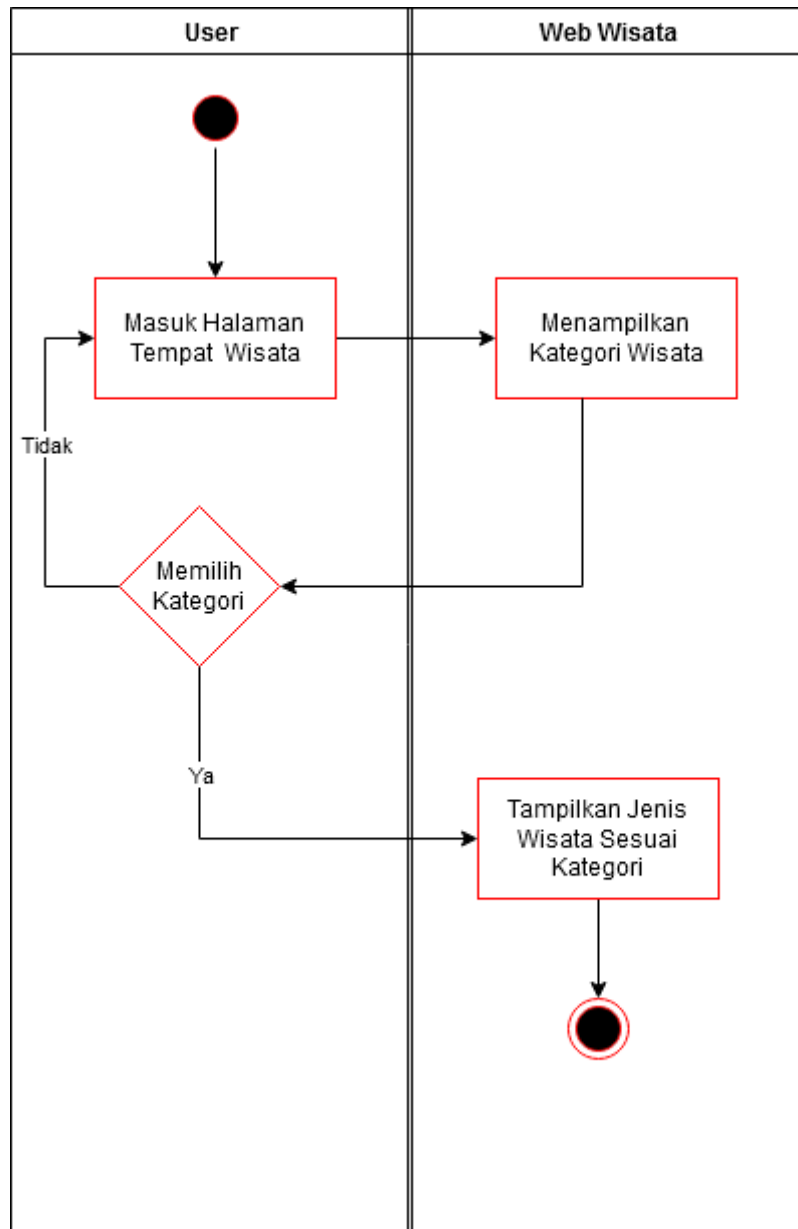 User
Web Wisata
Masuk Halaman
Tempat Wisata
Menampilkan
Kategori Wisata
Tidak
Memilih
Kategori
Ya
Tampilkan Jenis
Wisata Sesuai
Kategori